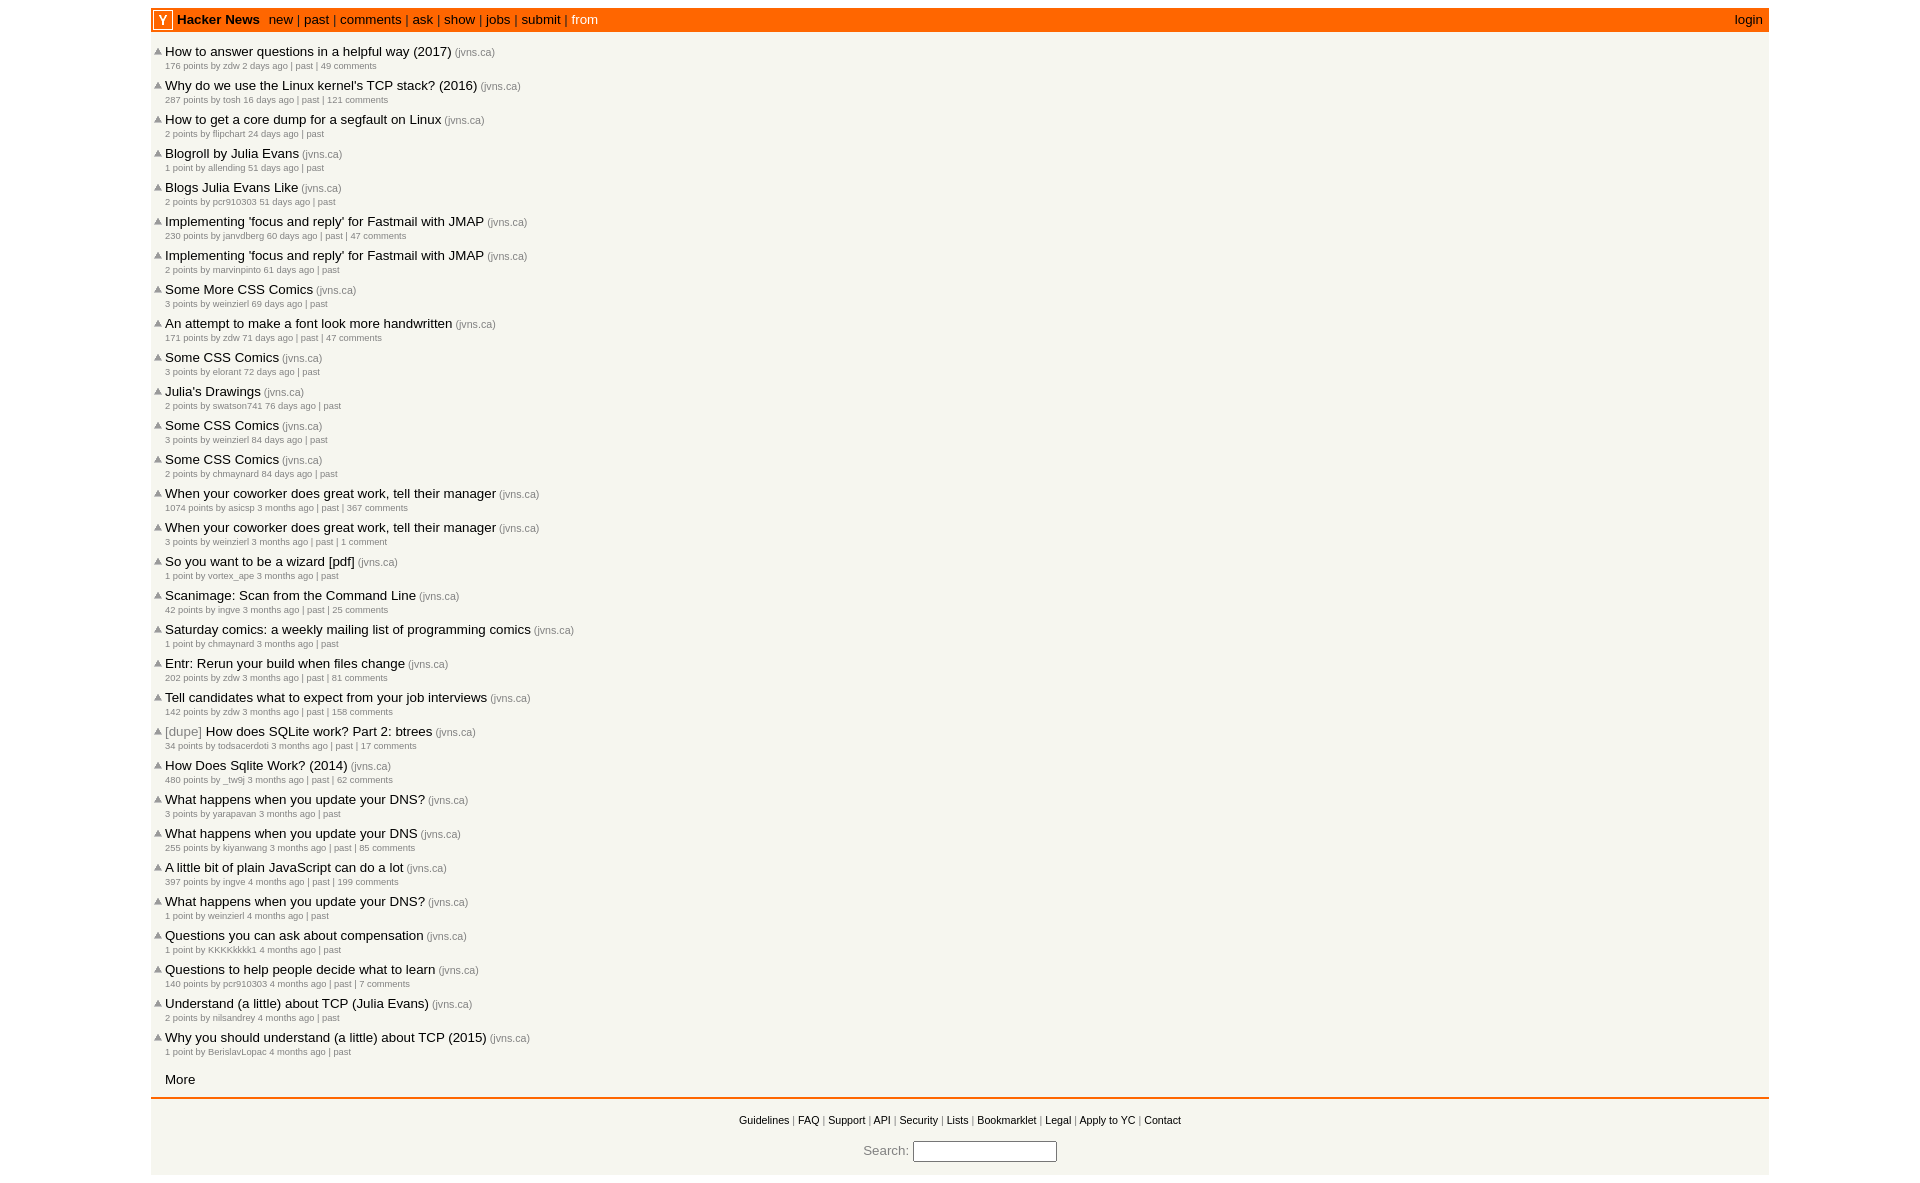 Y Hacker News new | past | comments | ask | show | jobs | submit | from login
How to answer questions in a helpful way (2017) (jvns.ca)
176 points by zdw 2 days ago | past | 49 comments
Why do we use the Linux kernel's TCP stack? (2016) (jvns.ca)
287 points by tosh 16 days ago | past | 121 comments
How to get a core dump for a segfault on Linux (jvns.ca)
2 points by flipchart 24 days ago | past
Blogroll by Julia Evans (jvns.ca)
1 point by allending 51 days ago | past
Blogs Julia Evans Like (jvns.ca)
2 points by pcr910303 51 days ago | past
Implementing 'focus and reply' for Fastmail with JMAP (jvns.ca)
230 points by janvdberg 60 days ago | past | 47 comments
Implementing 'focus and reply' for Fastmail with JMAP (jvns.ca)
2 points by marvinpinto 61 days ago | past
Some More CSS Comics (jvns.ca)
3 points by weinzierl 69 days ago | past
An attempt to make a font look more handwritten (jvns.ca)
171 points by zdw 71 days ago | past | 47 comments
Some CSS Comics (jvns.ca)
3 points by elorant 72 days ago | past
Julia's Drawings (jvns.ca)
2 points by swatson741 76 days ago | past
Some CSS Comics (jvns.ca)
3 points by weinzierl 84 days ago | past
Some CSS Comics (jvns.ca)
2 points by chmaynard 84 days ago | past
When your coworker does great work, tell their manager (jvns.ca)
1074 points by asicsp 3 months ago | past | 367 comments
When your coworker does great work, tell their manager (jvns.ca)
3 points by weinzierl 3 months ago | past | 1 comment
So you want to be a wizard [pdf] (jvns.ca)
1 point by vortex_ape 3 months ago | past
Scanimage: Scan from the Command Line (jvns.ca)
42 points by ingve 3 months ago | past | 25 comments
Saturday comics: a weekly mailing list of programming comics (jvns.ca)
1 point by chmaynard 3 months ago | past
Entr: Rerun your build when files change (jvns.ca)
202 points by zdw 3 months ago | past | 81 comments
Tell candidates what to expect from your job interviews (jvns.ca)
142 points by zdw 3 months ago | past | 158 comments
[dupe] How does SQLite work? Part 2: btrees (jvns.ca)
34 points by todsacerdoti 3 months ago | past | 17 comments
How Does Sqlite Work? (2014) (jvns.ca)
480 points by _tw9j 3 months ago | past | 62 comments
What happens when you update your DNS? (jvns.ca)
3 points by yarapavan 3 months ago | past
What happens when you update your DNS (jvns.ca)
255 points by kiyanwang 3 months ago | past | 85 comments
A little bit of plain JavaScript can do a lot (jvns.ca)
397 points by ingve 4 months ago | past | 199 comments
What happens when you update your DNS? (jvns.ca)
1 point by weinzierl 4 months ago | past
Questions you can ask about compensation (jvns.ca)
1 point by KKKKkkkk1 4 months ago | past
Questions to help people decide what to learn (jvns.ca)
140 points by pcr910303 4 months ago | past | 7 comments
Understand (a little) about TCP (Julia Evans) (jvns.ca)
2 points by nilsandrey 4 months ago | past
Why you should understand (a little) about TCP (2015) (jvns.ca)
1 point by BerislavLopac 4 months ago | past
More
Guidelines | FAQ | Support | API | Security | Lists | Bookmarklet | Legal | Apply to YC | Contact
Search: